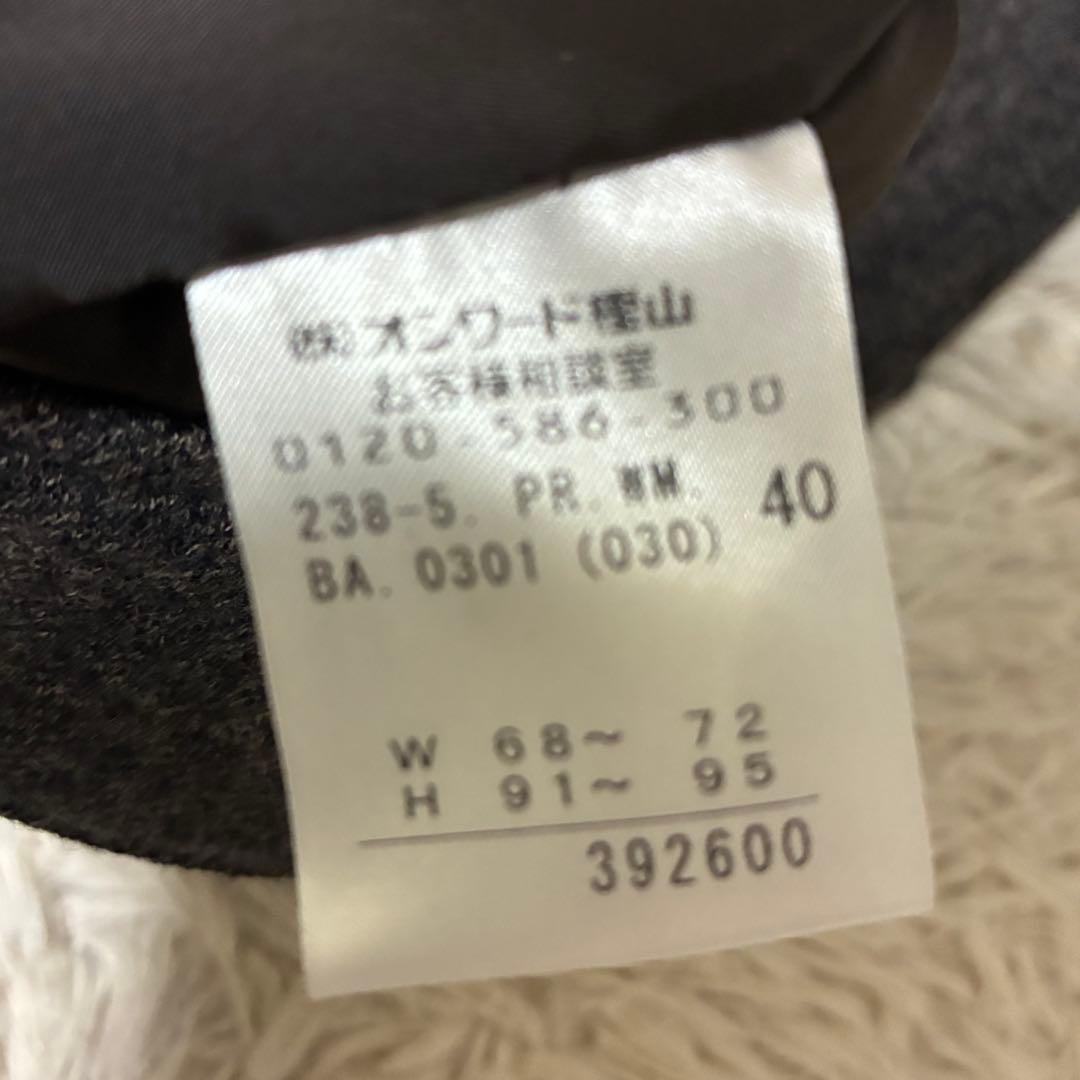 ㈱オンワード樫山
お客様相談室
0120-586-300
238-5. PR. WM. 40
BA. 0301 (030)
W 68~ 72
H 91~ 95
392600